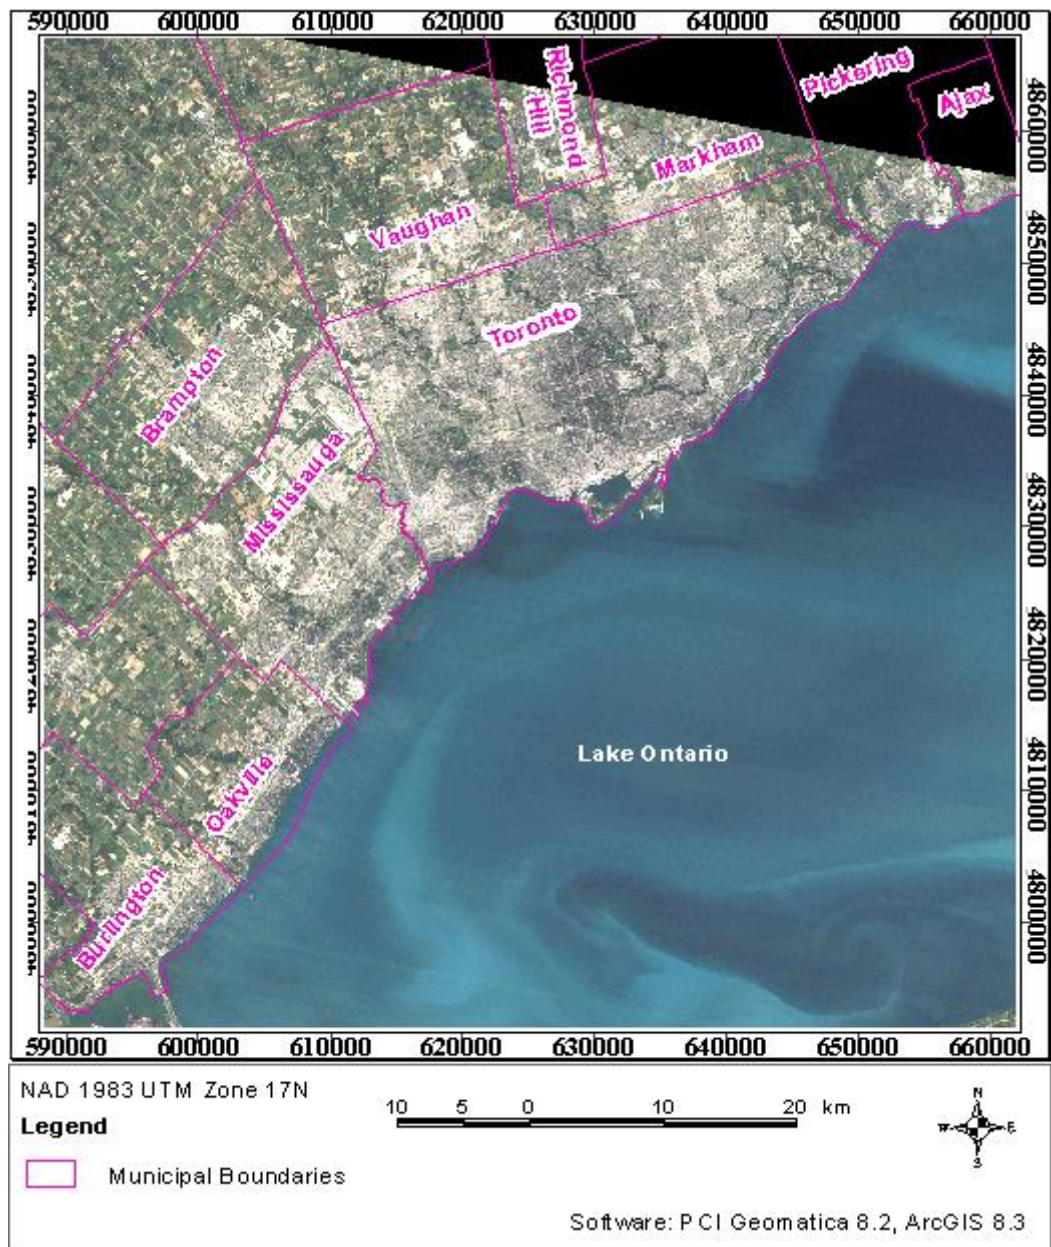 590000 600000 610000 620000 630000 640000 650000 660000
Richmond
Hill
Pickering
Ajax
Markham
Vaughan
Toronto
Brampton
Mississauga
Oakville
Burlington
Lake Ontario
4860000
4850000
4840000
4830000
4820000
4810000
4800000
590000 600000 610000 620000 630000 640000 650000 660000
NAD 1983 UTM Zone 17N
Legend
Municipal Boundaries
10 5 0 10 20 km
N
W E
S
Software: PCI Geomatica 8.2, ArcGIS 8.3